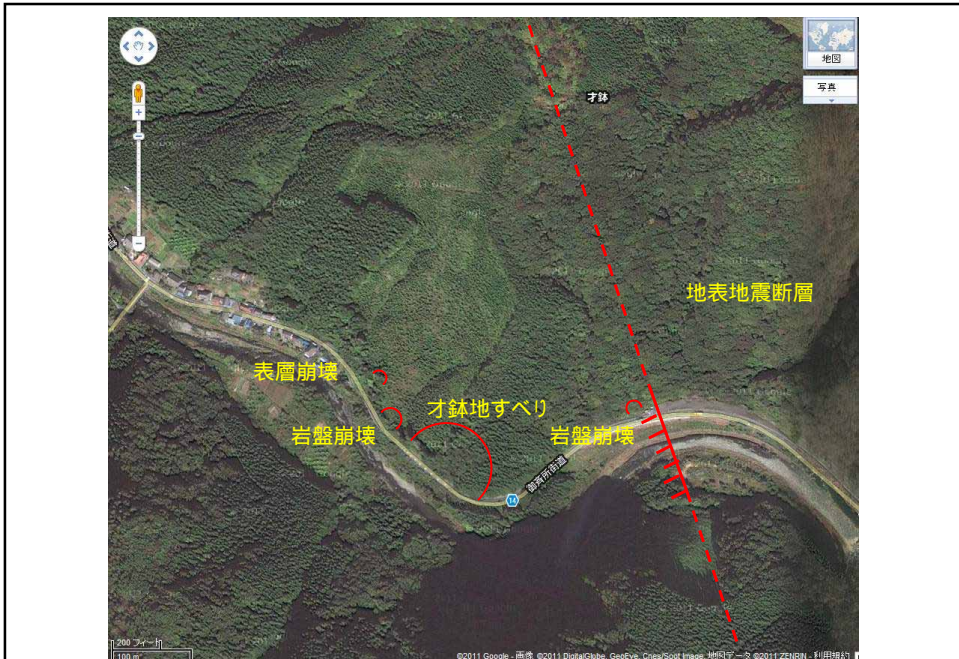 地図
写真
才鉢
地表地震断層
表層崩壊
才鉢地すべり
岩盤崩壊
岩盤崩壊
御斉所街道
14
200 フィート
100 m
©2011 Google - 画像 ©2011 DigitalGlobe, GeoEye, Cnes/Spot Image, 地図データ ©2011 ZENRIN - 利用規約